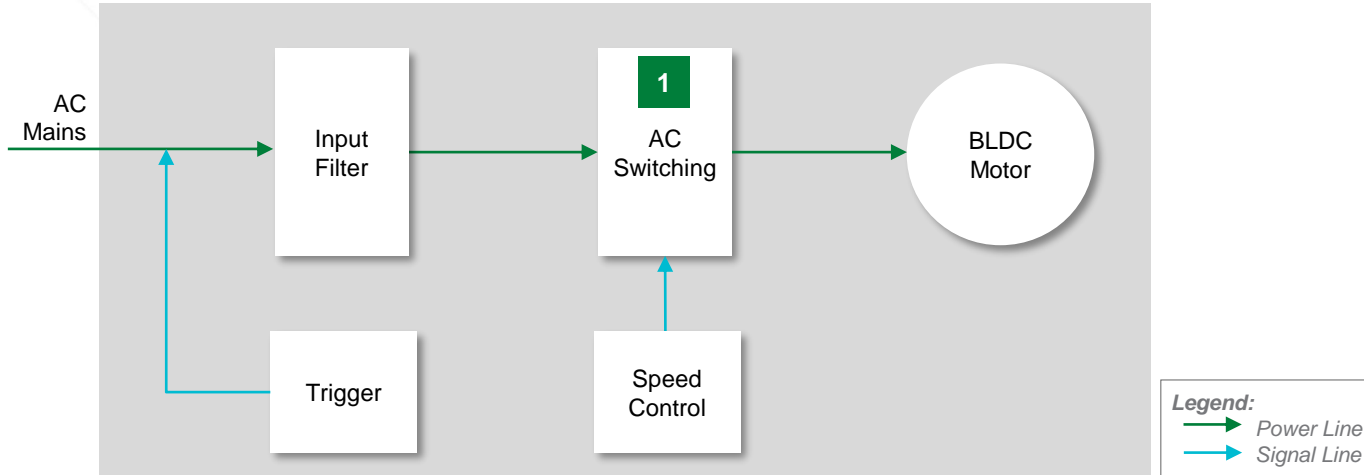 AC
Mains
Input
Filter
1
AC
Switching
BLDC
Motor
Trigger
Speed
Control
Legend:
Power Line
Signal Line